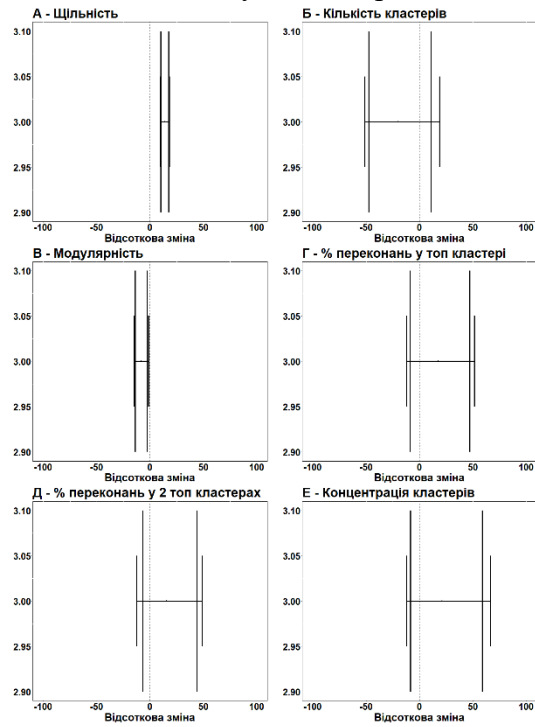 А - Щільність
3.10
3.05
3.00
2.95
2.90
-100 -50 0 50 100
Відсоткова зміна
Б - Кількість кластерів
3.10
3.05
3.00
2.95
2.90
-100 -50 0 50 100
Відсоткова зміна
В - Модулярність
3.10
3.05
3.00
2.95
2.90
-100 -50 0 50 100
Відсоткова зміна
Г - % переконань у топ кластері
3.10
3.05
3.00
2.95
2.90
-100 -50 0 50 100
Відсоткова зміна
Д - % переконань у 2 топ кластерах
3.10
3.05
3.00
2.95
2.90
-100 -50 0 50 100
Відсоткова зміна
Е - Концентрація кластерів
3.10
3.05
3.00
2.95
2.90
-100 -50 0 50 100
Відсоткова зміна